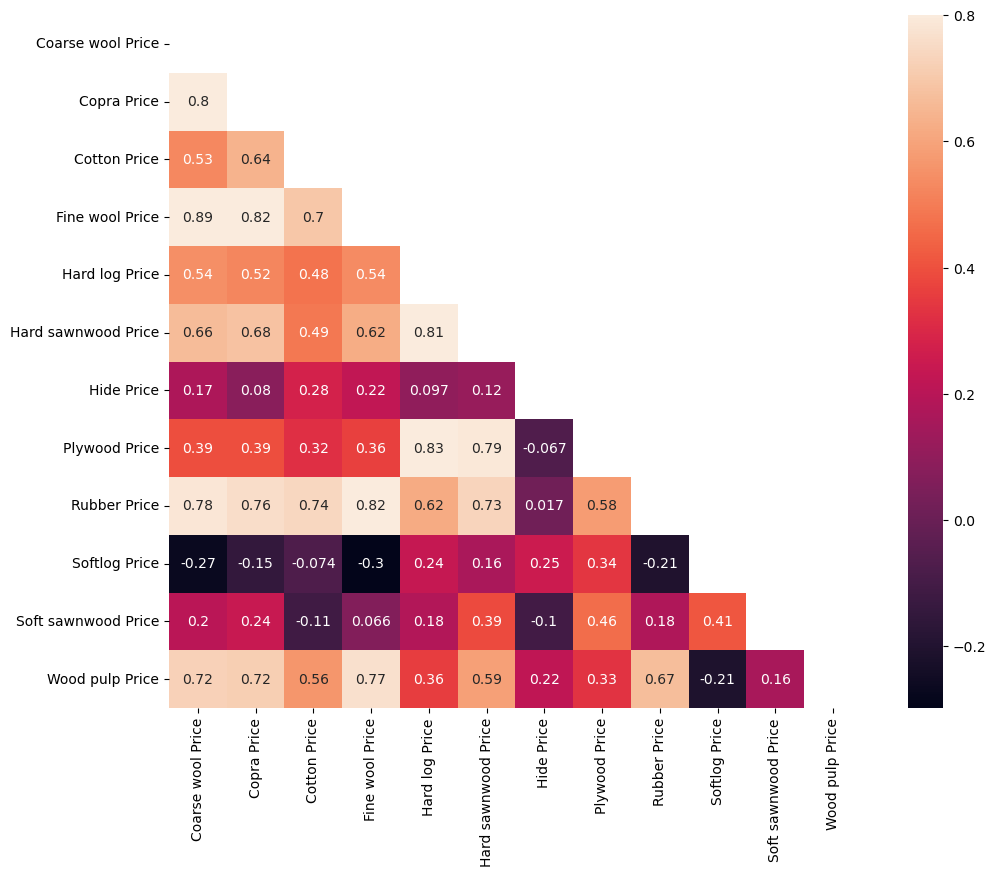 Coarse wool Price
Copra Price 0.8
Cotton Price 0.53 0.64
Fine wool Price 0.89 0.82 0.7
Hard log Price 0.54 0.52 0.48 0.54
Hard sawnwood Price 0.66 0.68 0.49 0.62 0.81
Hide Price 0.17 0.08 0.28 0.22 0.097 0.12
Plywood Price 0.39 0.39 0.32 0.36 0.83 0.79 -0.067
Rubber Price 0.78 0.76 0.74 0.82 0.62 0.73 0.017 0.58
Softlog Price -0.27 -0.15 -0.074 -0.3 0.24 0.16 0.25 0.34 -0.21
Soft sawnwood Price 0.2 0.24 -0.11 0.066 0.18 0.39 -0.1 0.46 0.18 0.41
Wood pulp Price 0.72 0.72 0.56 0.77 0.36 0.59 0.22 0.33 0.67 -0.21 0.16
Coarse wool Price
Copra Price
Cotton Price
Fine wool Price
Hard log Price
Hard sawnwood Price
Hide Price
Plywood Price
Rubber Price
Softlog Price
Soft sawnwood Price
Wood pulp Price
0.8
0.6
0.4
0.2
0.0
−0.2